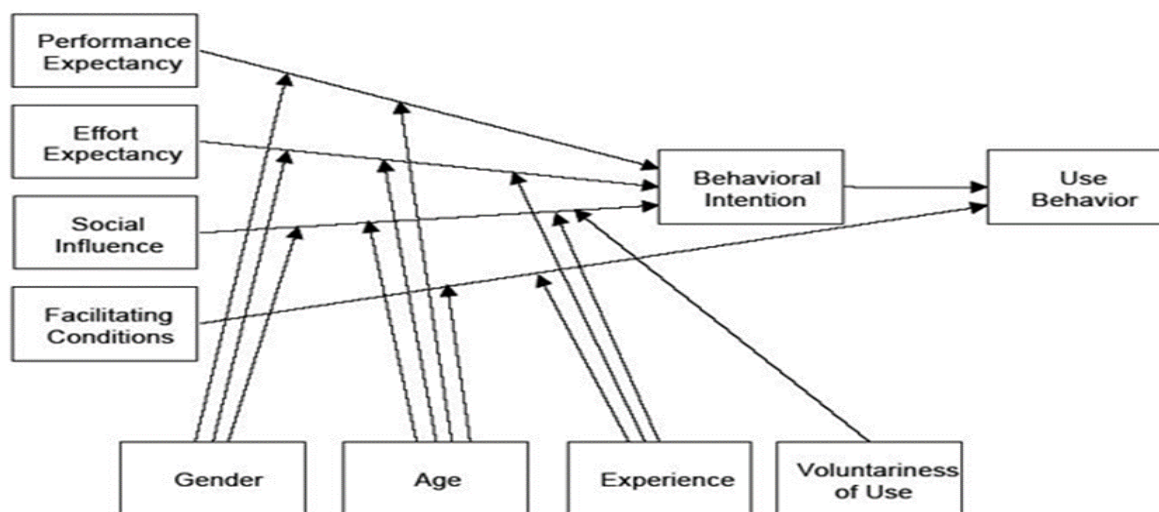 Performance
Expectancy
Effort
Expectancy
Social
Influence
Facilitating
Conditions
Behavioral
Intention
Use
Behavior
Gender
Age
Experience
Voluntariness
of Use